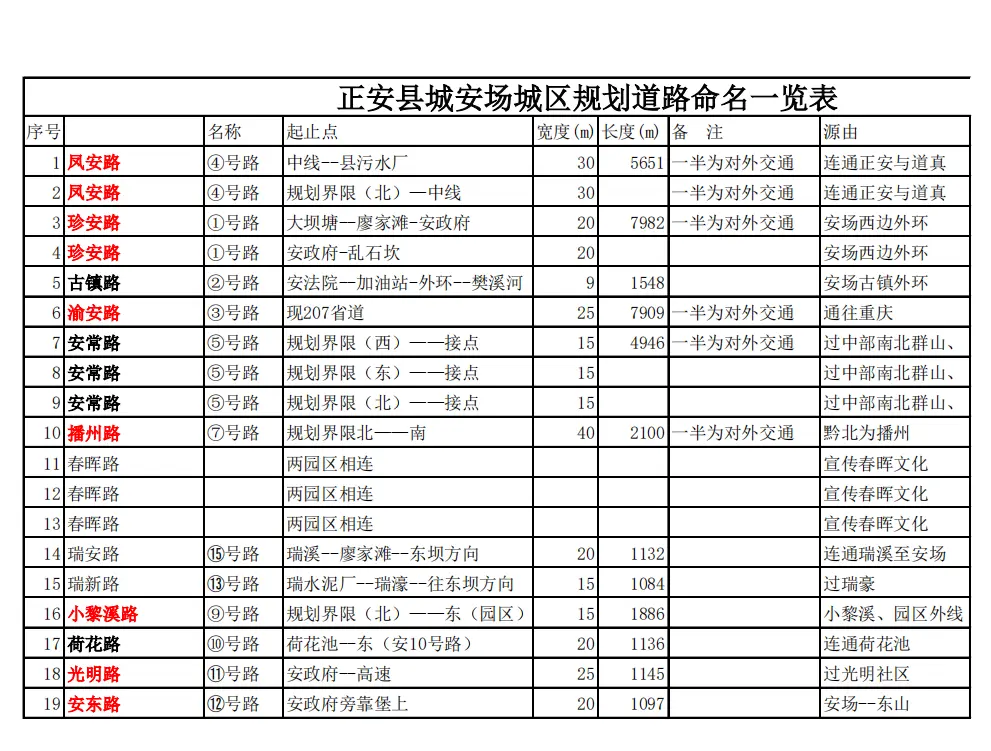 正安县城安场城区规划道路命名一览表
序号 名称 起止点 宽度(m) 长度(m) 备 注 源由
1 凤安路 ④号路 中线--县污水厂 30 5651 一半为对外交通 连通正安与道真
2 凤安路 ④号路 规划界限（北）—中线 30 一半为对外交通 连通正安与道真
3 珍安路 ①号路 大坝塘—廖家滩-安政府 20 7982 一半为对外交通 安场西边外环
4 珍安路 ①号路 安政府-乱石坎 20 安场西边外环
5 古镇路 ②号路 安法院—加油站-外环--樊溪河 9 1548 安场古镇外环
6 渝安路 ③号路 现207省道 25 7909 一半为对外交通 通往重庆
7 安常路 ⑤号路 规划界限（西）——接点 15 4946 一半为对外交通 过中部南北群山、
8 安常路 ⑤号路 规划界限（东）——接点 15 过中部南北群山、
9 安常路 ⑤号路 规划界限（北）——接点 15 过中部南北群山、
10 播州路 ⑦号路 规划界限北——南 40 2100 一半为对外交通 黔北为播州
11 春晖路 两园区相连 宣传春晖文化
12 春晖路 两园区相连 宣传春晖文化
13 春晖路 两园区相连 宣传春晖文化
14 瑞安路 ⑮号路 瑞溪--廖家滩--东坝方向 20 1132 连通瑞溪至安场
15 瑞新路 ⑬号路 瑞水泥厂--瑞濠--往东坝方向 15 1084 过瑞豪
16 小黎溪路 ⑨号路 规划界限（北）——东（园区） 15 1886 小黎溪、园区外线
17 荷花路 ⑩号路 荷花池—东（安10号路） 20 1136 连通荷花池
18 光明路 ⑪号路 安政府—高速 25 1145 过光明社区
19 安东路 ⑫号路 安政府旁靠堡上 20 1097 安场--东山